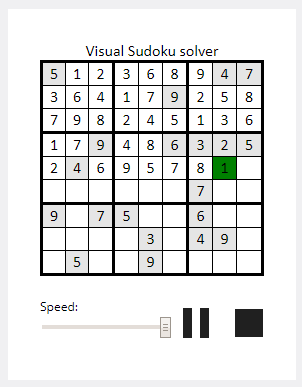 Visual Sudoku solver
5 1 2 3 6 8 9 4 7
3 6 4 1 7 9 2 5 8
7 9 8 2 4 5 1 3 6
1 7 9 4 8 6 3 2 5
2 4 6 9 5 7 8 1
7
9 7 5 6
3 4 9
5 9
Speed: